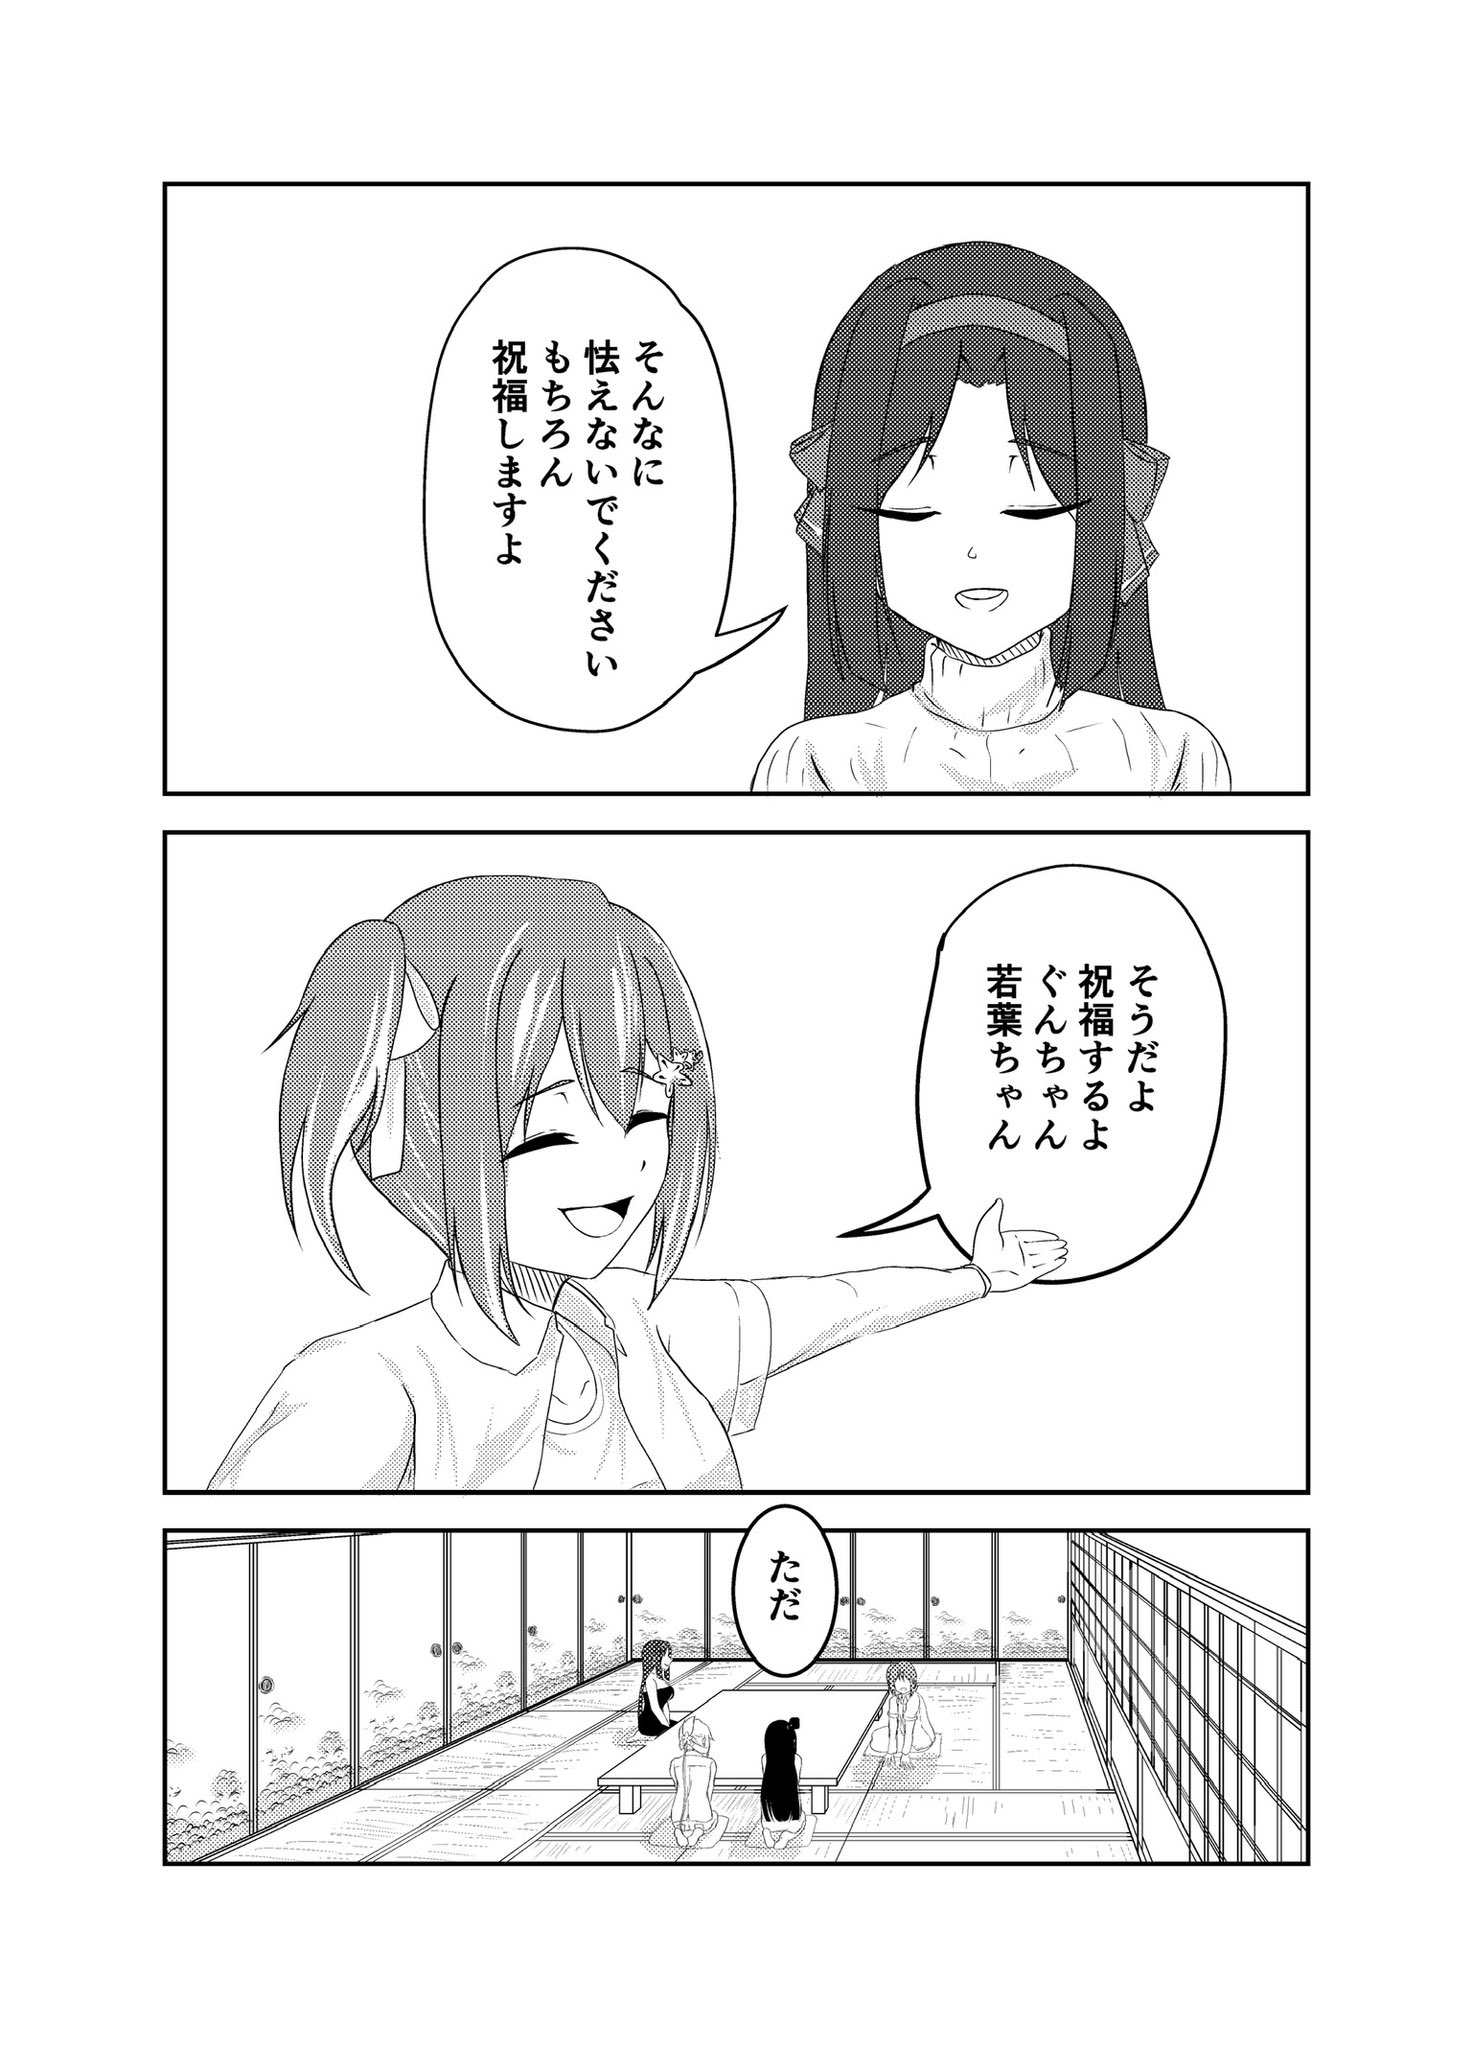 そんなに
怯えないでください
もちろん
祝福しますよ
そうだよ
祝福するよ
ぐんちゃん
若葉ちゃん
ただ